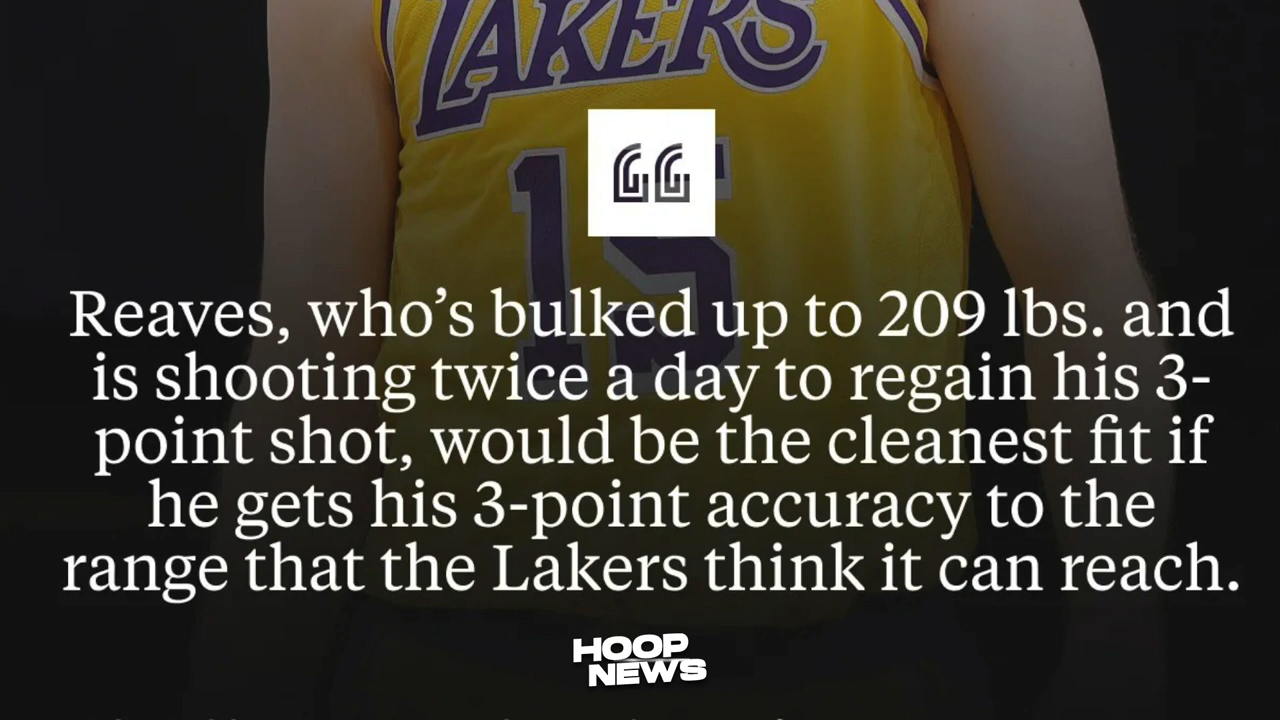 LAKERS
15
Reaves, who’s bulked up to 209 lbs. and
is shooting twice a day to regain his 3-
point shot, would be the cleanest fit if
he gets his 3-point accuracy to the
range that the Lakers think it can reach.
HOOP
NEWS